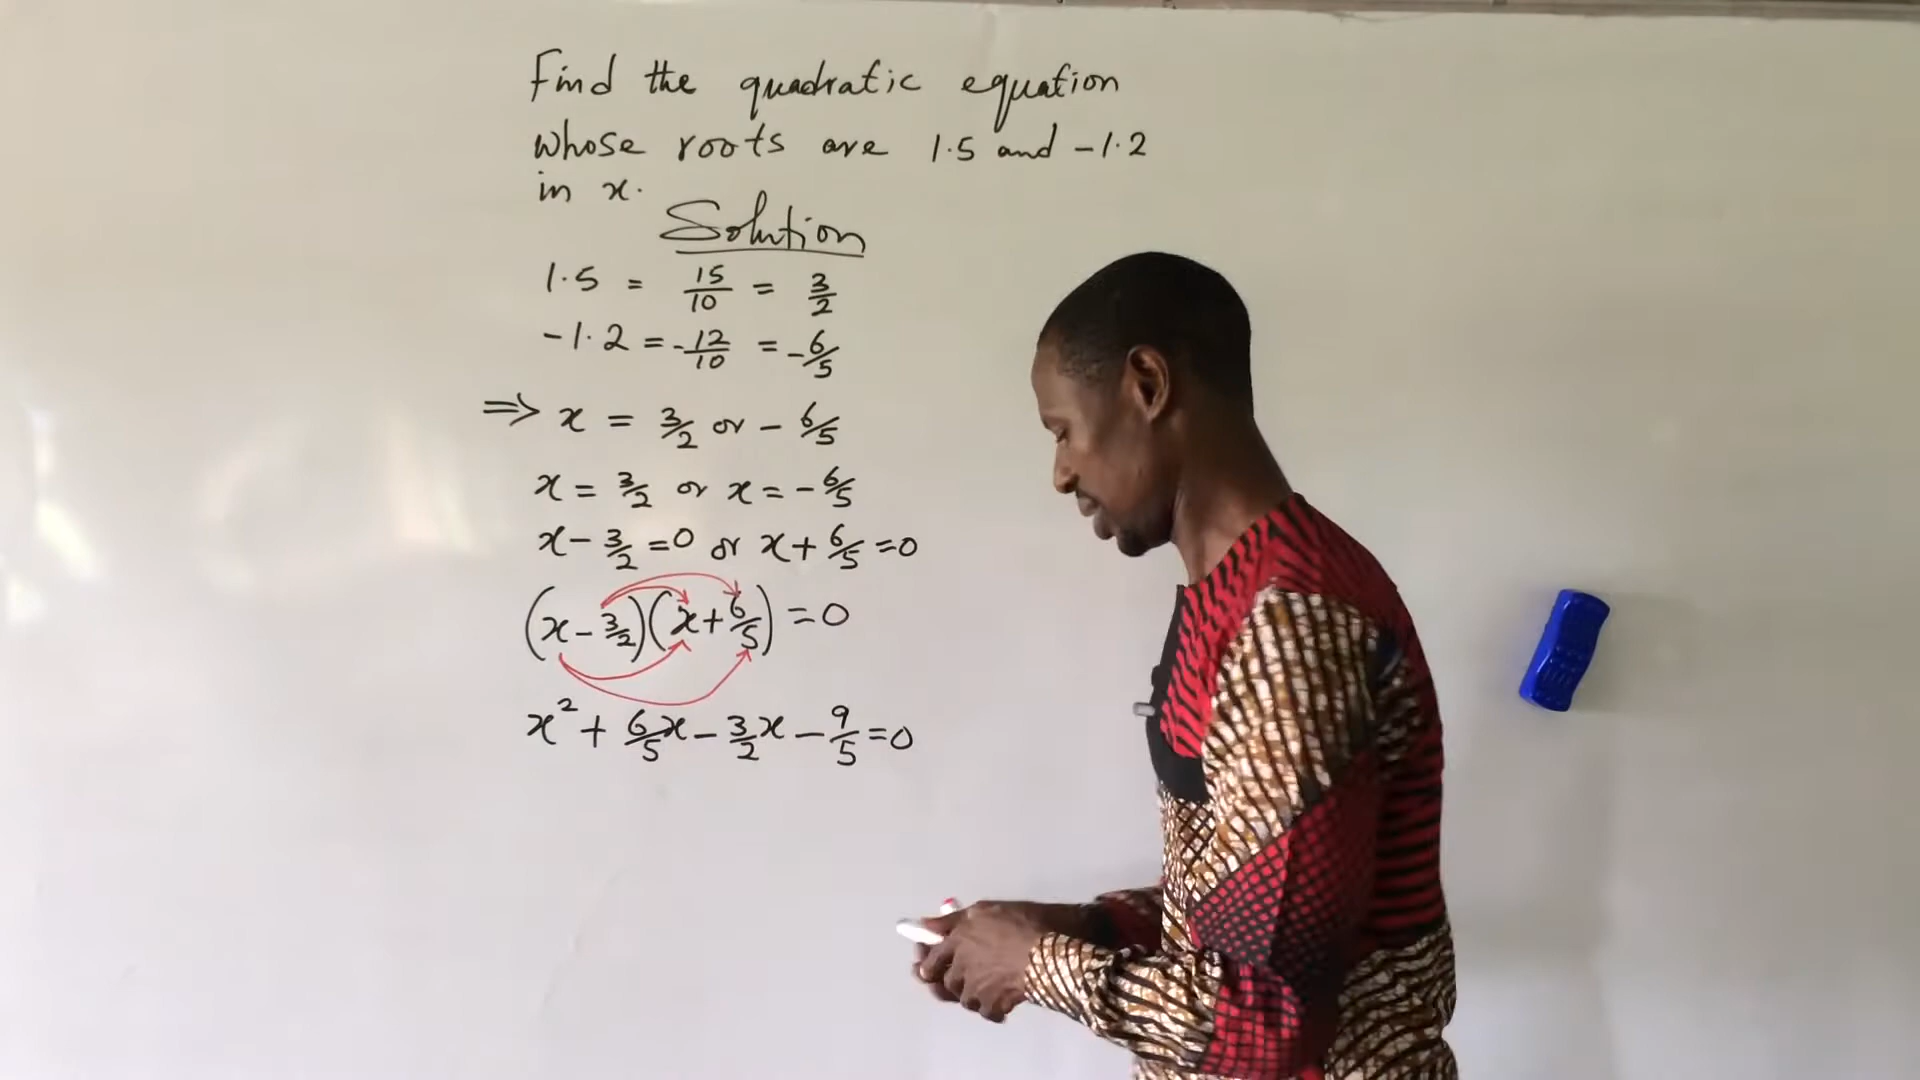 Find the quadratic equation
whose roots are 1.5 and -1.2
in x.
Solution
1.5 = 15/10 = 3/2
-1.2 = -12/10 = -6/5
⇒ x = 3/2 or - 6/5
x = 3/2 or x = -6/5
x - 3/2 = 0 or x + 6/5 = 0
(x - 3/2)(x + 6/5) = 0
x² + 6/5 x - 3/2 x - 9/5 = 0